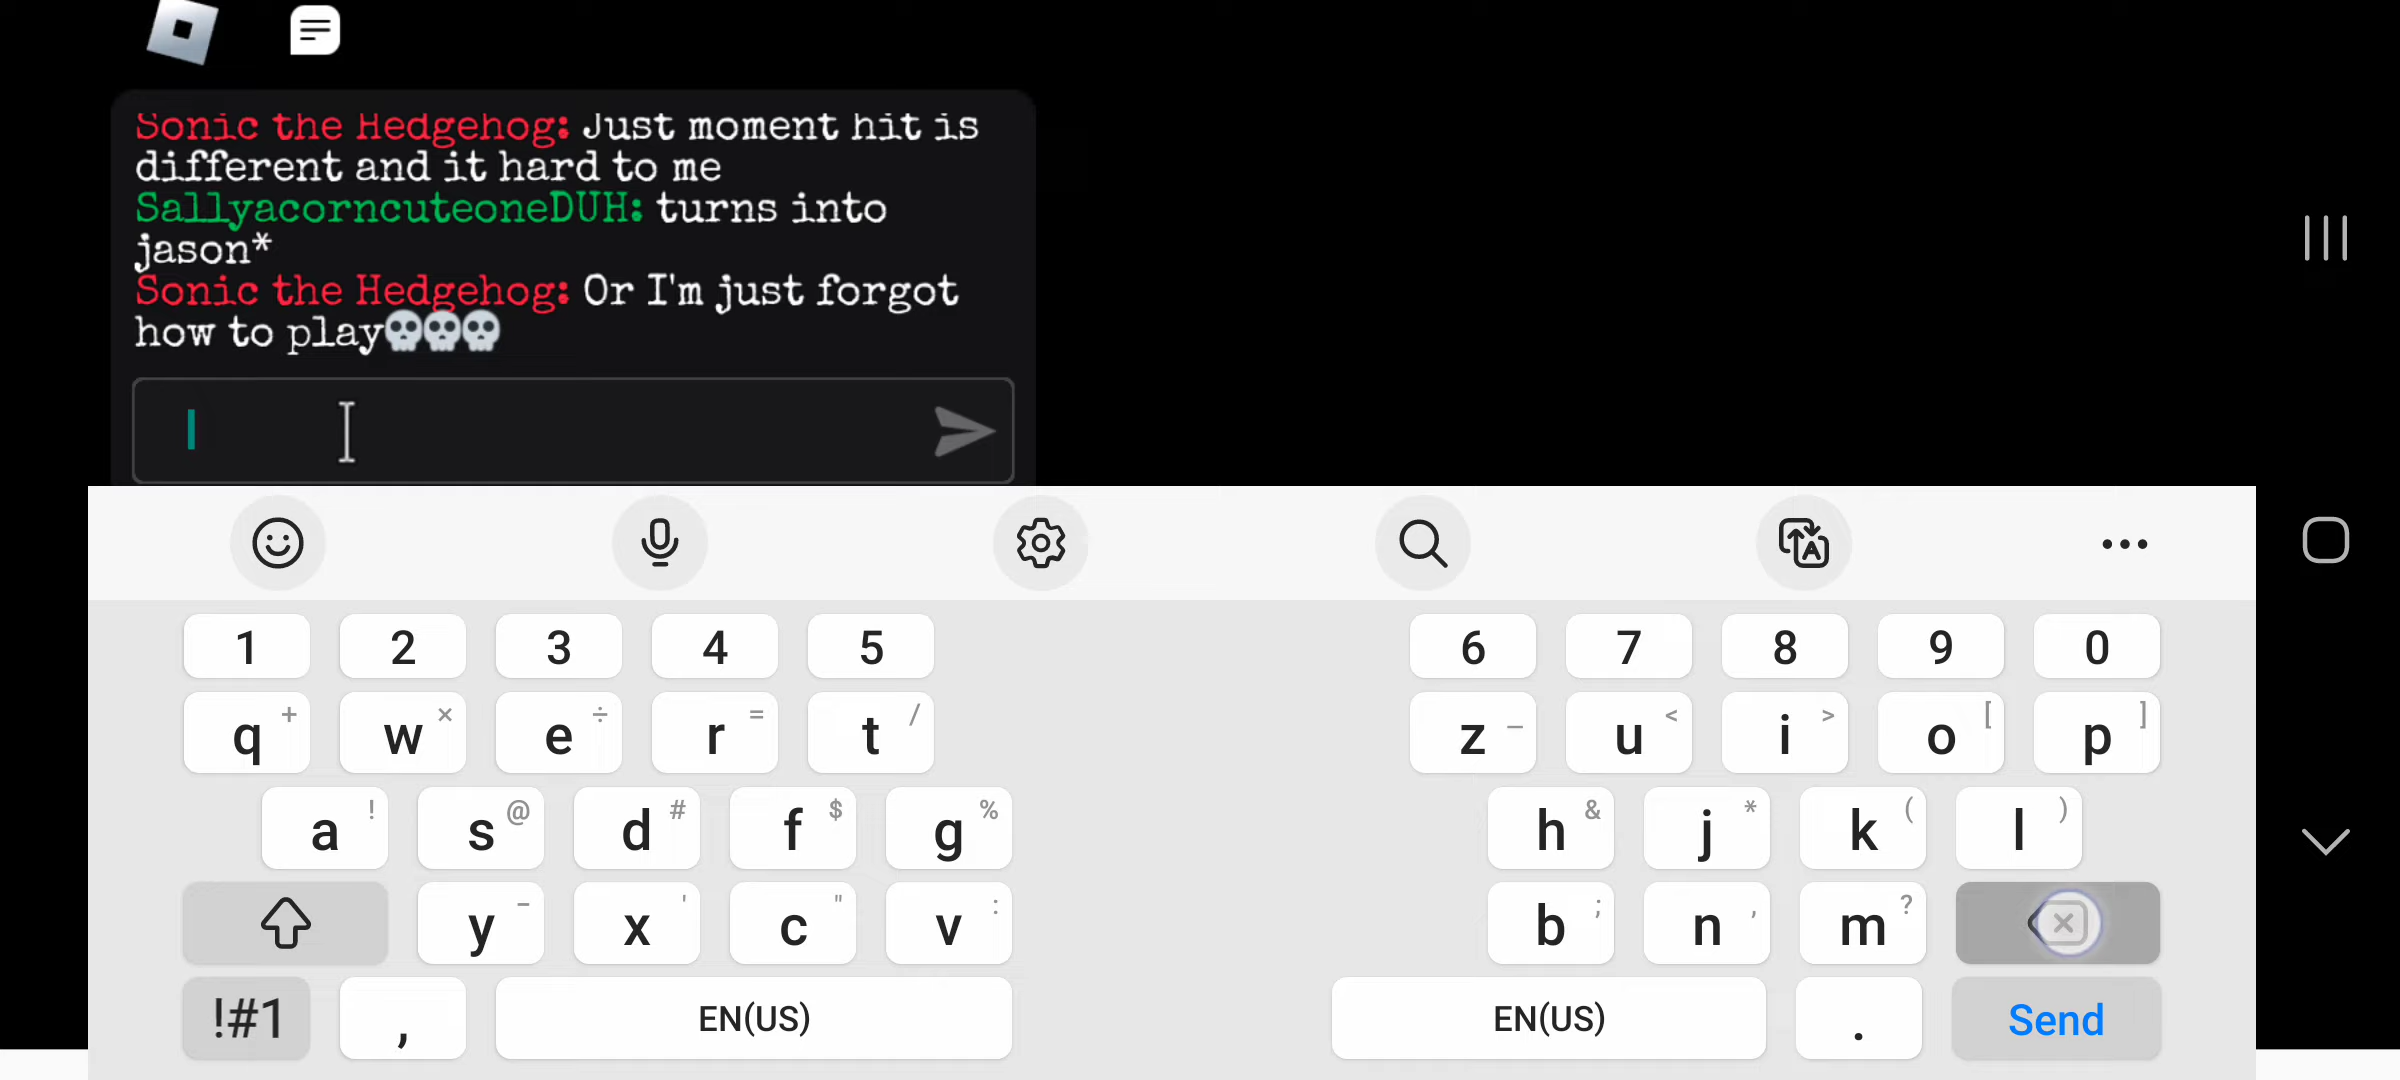 Sonic the Hedgehog: Just moment hit is
different and it hard to me
SallyacorncuteoneDUH: turns into
jason*
Sonic the Hedgehog: Or I'm just forgot
how to play💀💀💀
1 2 3 4 5 6 7 8 9 0
q + w × e ÷ r = t / z _ u < i > o [ p ]
a ! s @ d # f $ g % h & j * k ( l )
y - x ' c " v : b ; n , m ?
!#1 , EN(US) EN(US) . Send